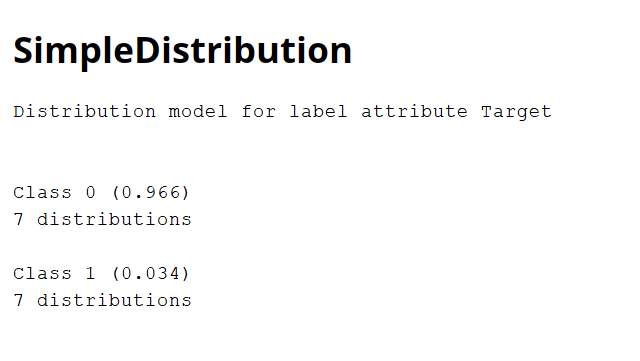 SimpleDistribution
Distribution model for label attribute Target
Class 0 (0.966)
7 distributions
Class 1 (0.034)
7 distributions